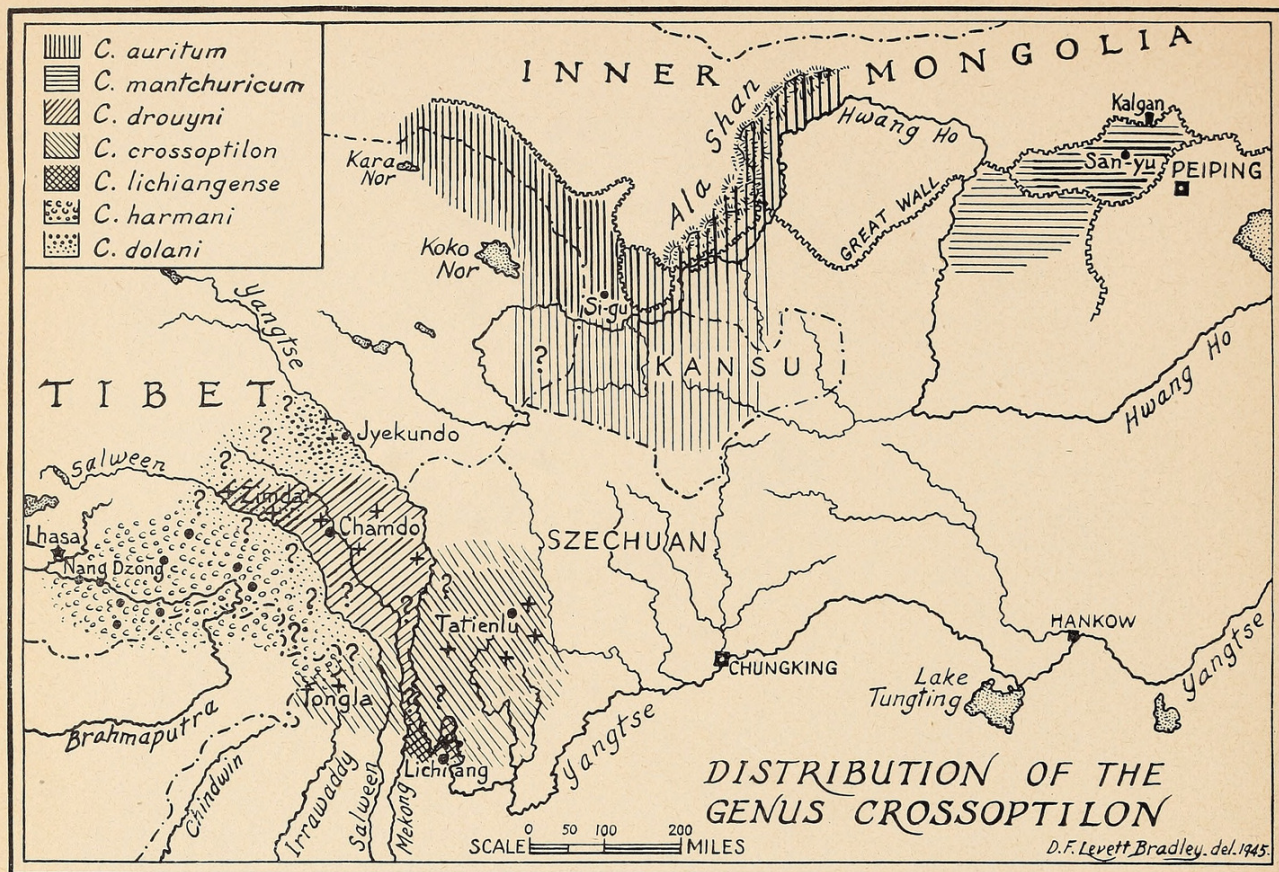 C. auritum
C. mantchuricum
C. drouyni
C. crossoptilon
C. lichiangense
C. harmani
C. dolani
INNER MONGOLIA
Ala Shan
Hwang Ho
Kalgan
San-yu
PEIPING
GREAT WALL
Kara
Nor
Koko
Nor
Si-gu
?
KANSU
Hwang Ho
Yangtse
TIBET
?
?
?
?
?
Jyekundo
Salween
Zimda
Chamdo
Lhasa
Nang Dzong
?
?
?
?
?
?
?
?
?
?
SZECHUAN
Tatienlu
?
Tongla
Lichiang
Yangtse
CHUNGKING
HANKOW
Lake
Tungting
Yangtse
Brahmaputra
Chindwin
Irrawaddy
Salween
Mekong
DISTRIBUTION OF THE
GENUS CROSSOPTILON
0 50 100 200
SCALE MILES
D.F. Levett Bradley. del. 1945.